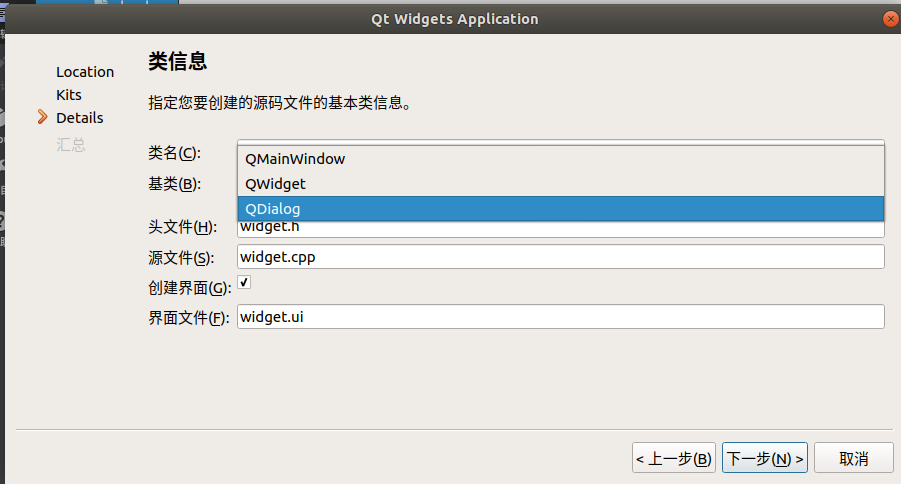 Qt Widgets Application
Location
Kits
Details
汇总
类信息
指定您要创建的源码文件的基本类信息。
类名(C):
基类(B):
QMainWindow
QWidget
QDialog
头文件(H): widget.h
源文件(S): widget.cpp
创建界面(G):
界面文件(F): widget.ui
< 上一步(B)
下一步(N) >
取消